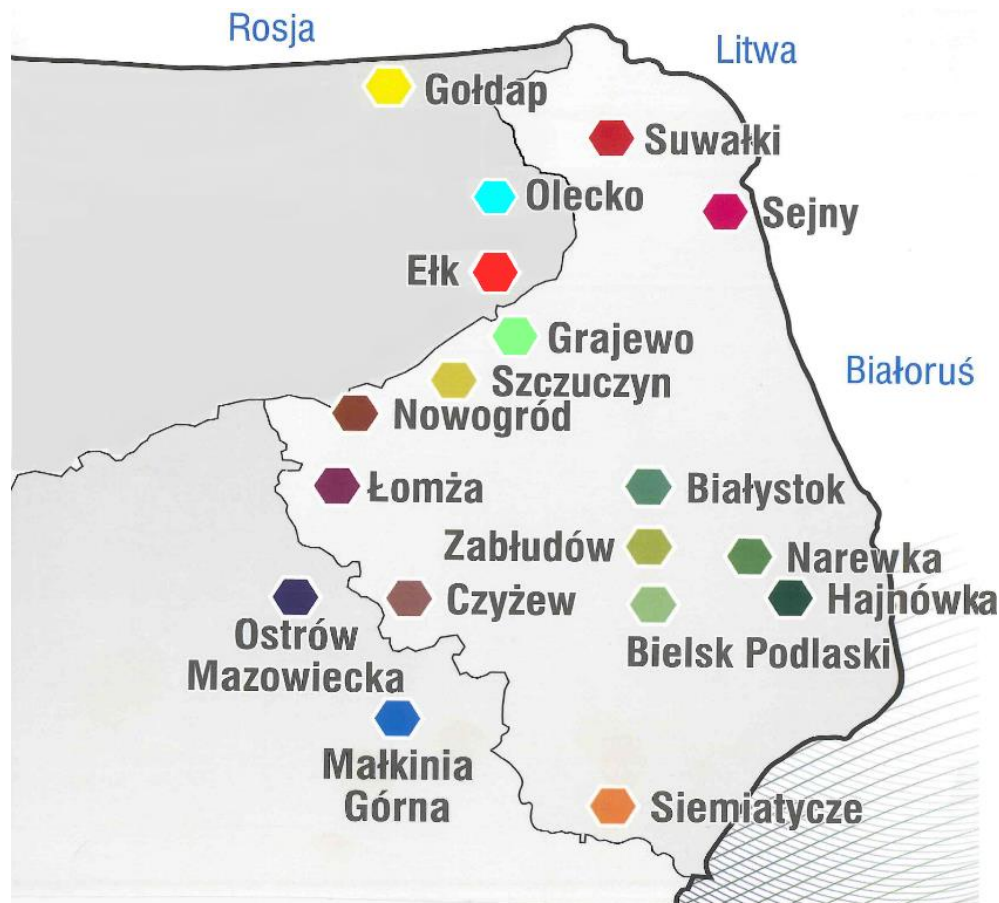 Rosja
Litwa
Gołdap
Suwałki
Olecko
Sejny
Ełk
Grajewo
Białoruś
Szczuczyn
Nowogród
Łomża
Białystok
Zabłudów
Narewka
Czyżew
Hajnówka
Ostrów
Mazowiecka
Bielsk Podlaski
Małkinia
Górna
Siemiatycze